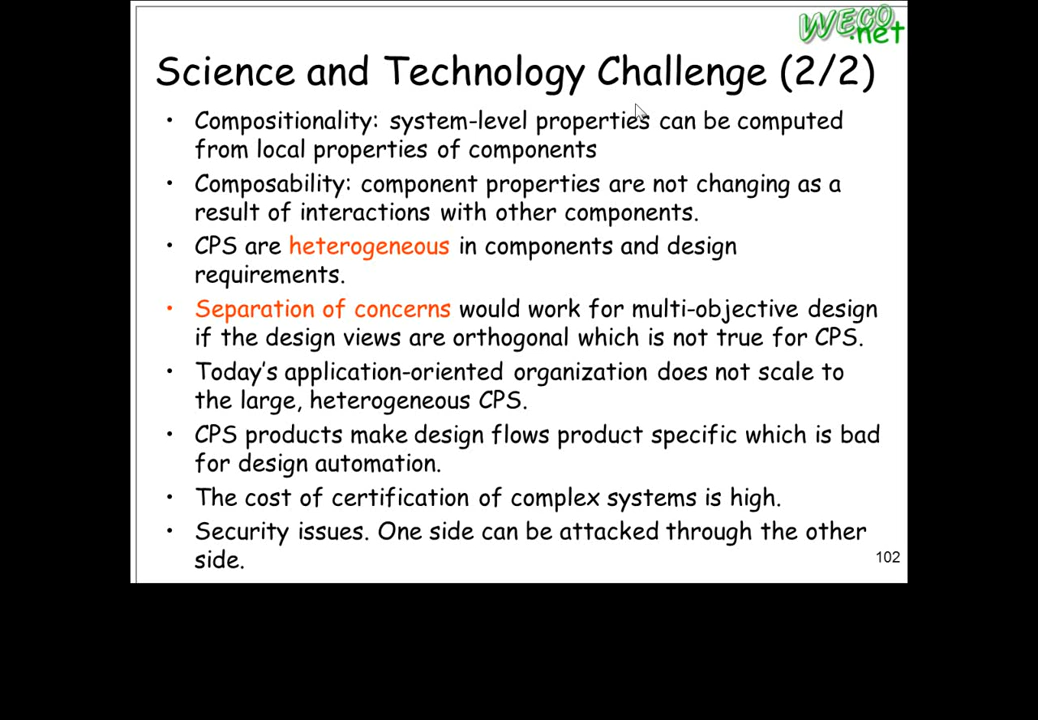 WECO
.net
Science and Technology Challenge (2/2)
• Compositionality: system-level properties can be computed
from local properties of components
• Composability: component properties are not changing as a
result of interactions with other components.
• CPS are heterogeneous in components and design
requirements.
• Separation of concerns would work for multi-objective design
if the design views are orthogonal which is not true for CPS.
• Today's application-oriented organization does not scale to
the large, heterogeneous CPS.
• CPS products make design flows product specific which is bad
for design automation.
• The cost of certification of complex systems is high.
• Security issues. One side can be attacked through the other
side.
102